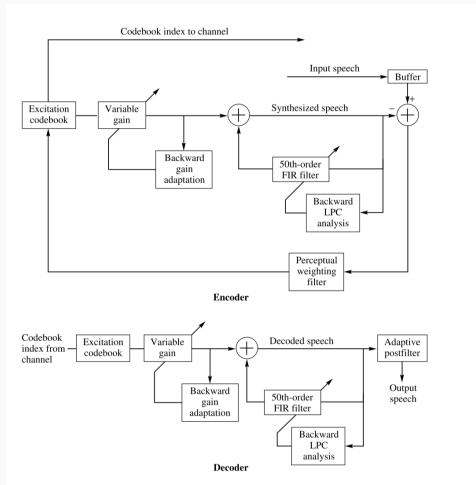 Codebook index to channel
Input speech
Buffer
+
−
Excitation
codebook
Variable
gain
+
Synthesized speech
+
Backward
gain
adaptation
50th-order
FIR filter
Backward
LPC
analysis
Perceptual
weighting
filter
Encoder
Codebook
index from
channel
Excitation
codebook
Variable
gain
+
Decoded speech
Adaptive
postfilter
Output
speech
Backward
gain
adaptation
50th-order
FIR filter
Backward
LPC
analysis
Decoder